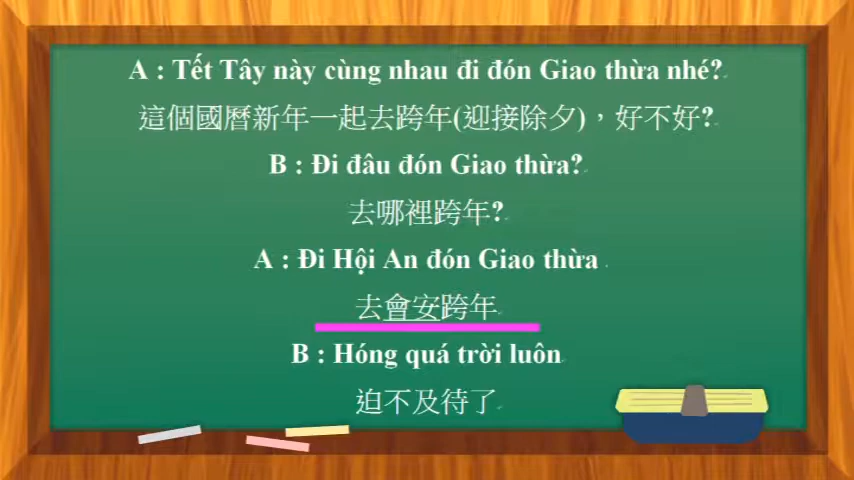 A : Tết Tây này cùng nhau đi đón Giao thừa nhé?
這個國曆新年一起去跨年(迎接除夕)，好不好?
B : Đi đâu đón Giao thừa?
去哪裡跨年?
A : Đi Hội An đón Giao thừa
去會安跨年
B : Hóng quá trời luôn
迫不及待了